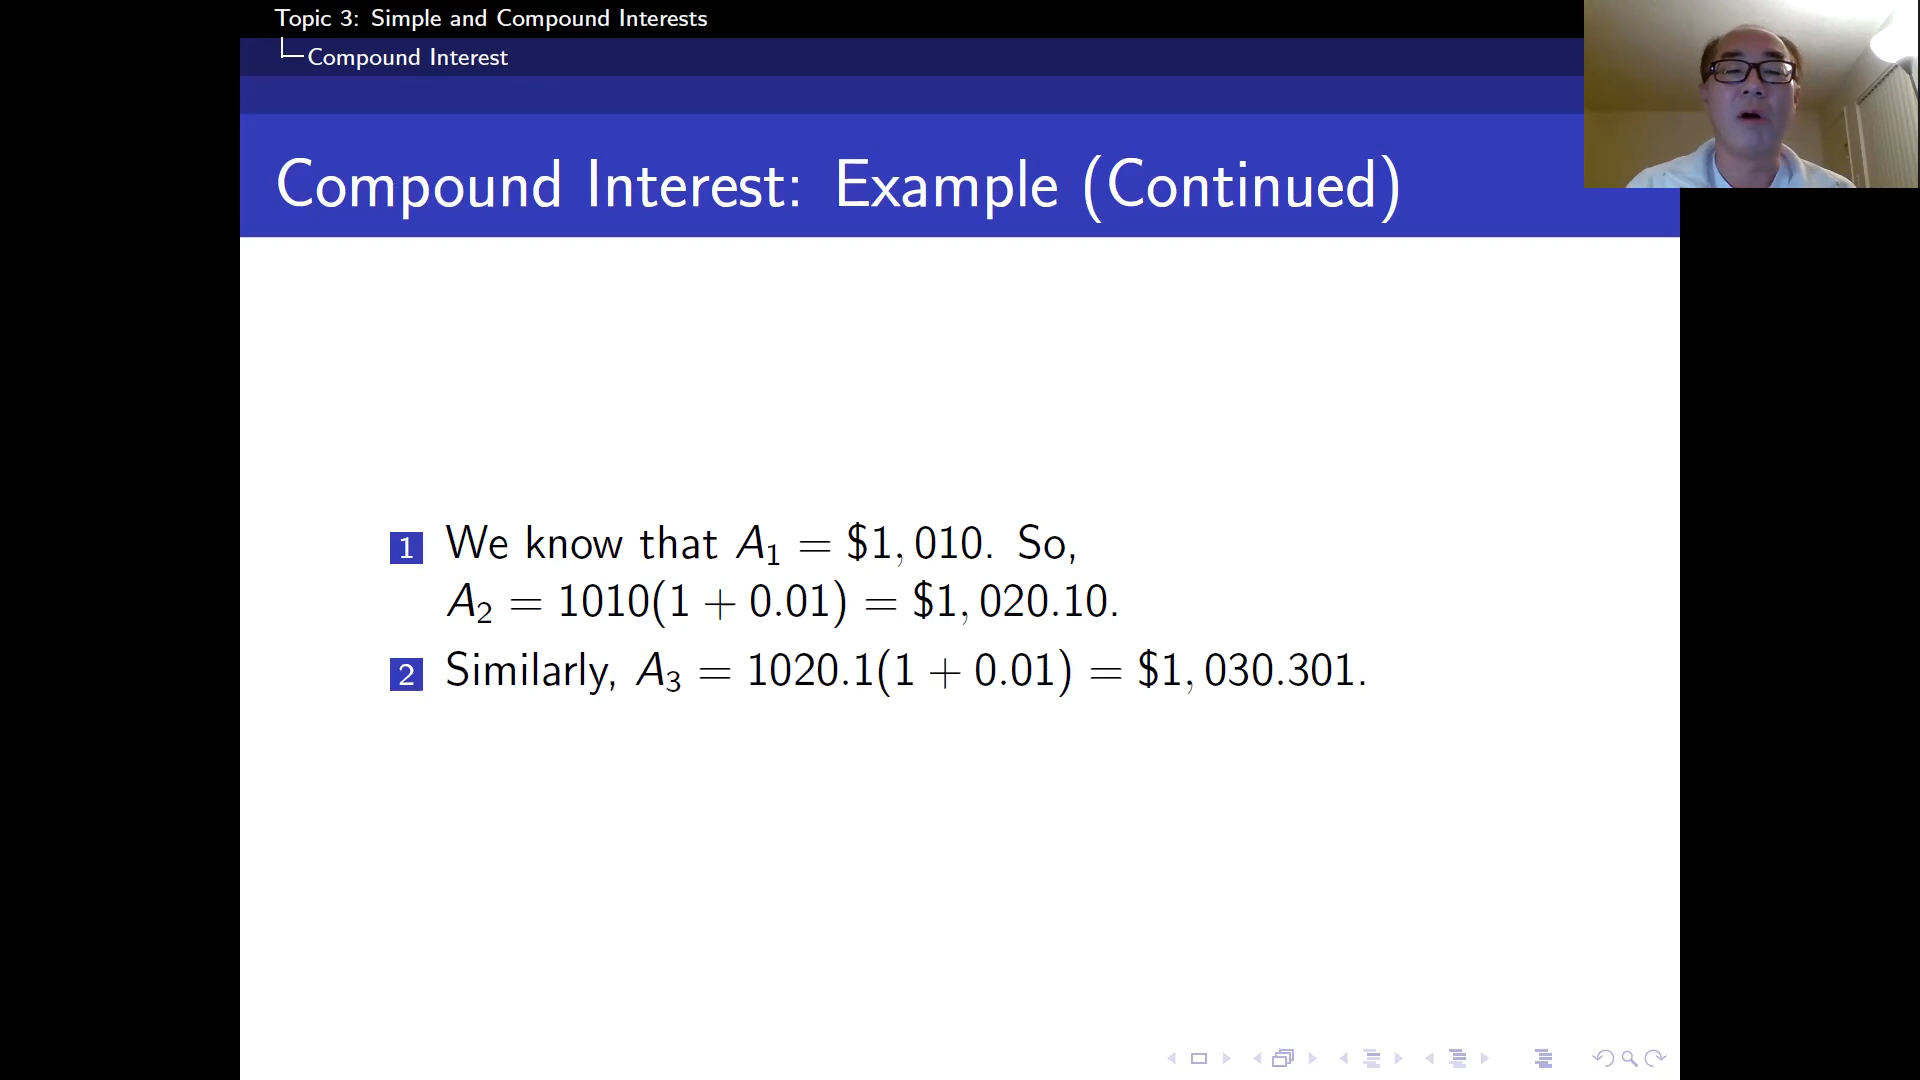 Topic 3: Simple and Compound Interests
Compound Interest
Compound Interest: Example (Continued)
1 We know that A₁ = $1, 010. So,
A₂ = 1010(1 + 0.01) = $1, 020.10.
2 Similarly, A₃ = 1020.1(1 + 0.01) = $1, 030.301.